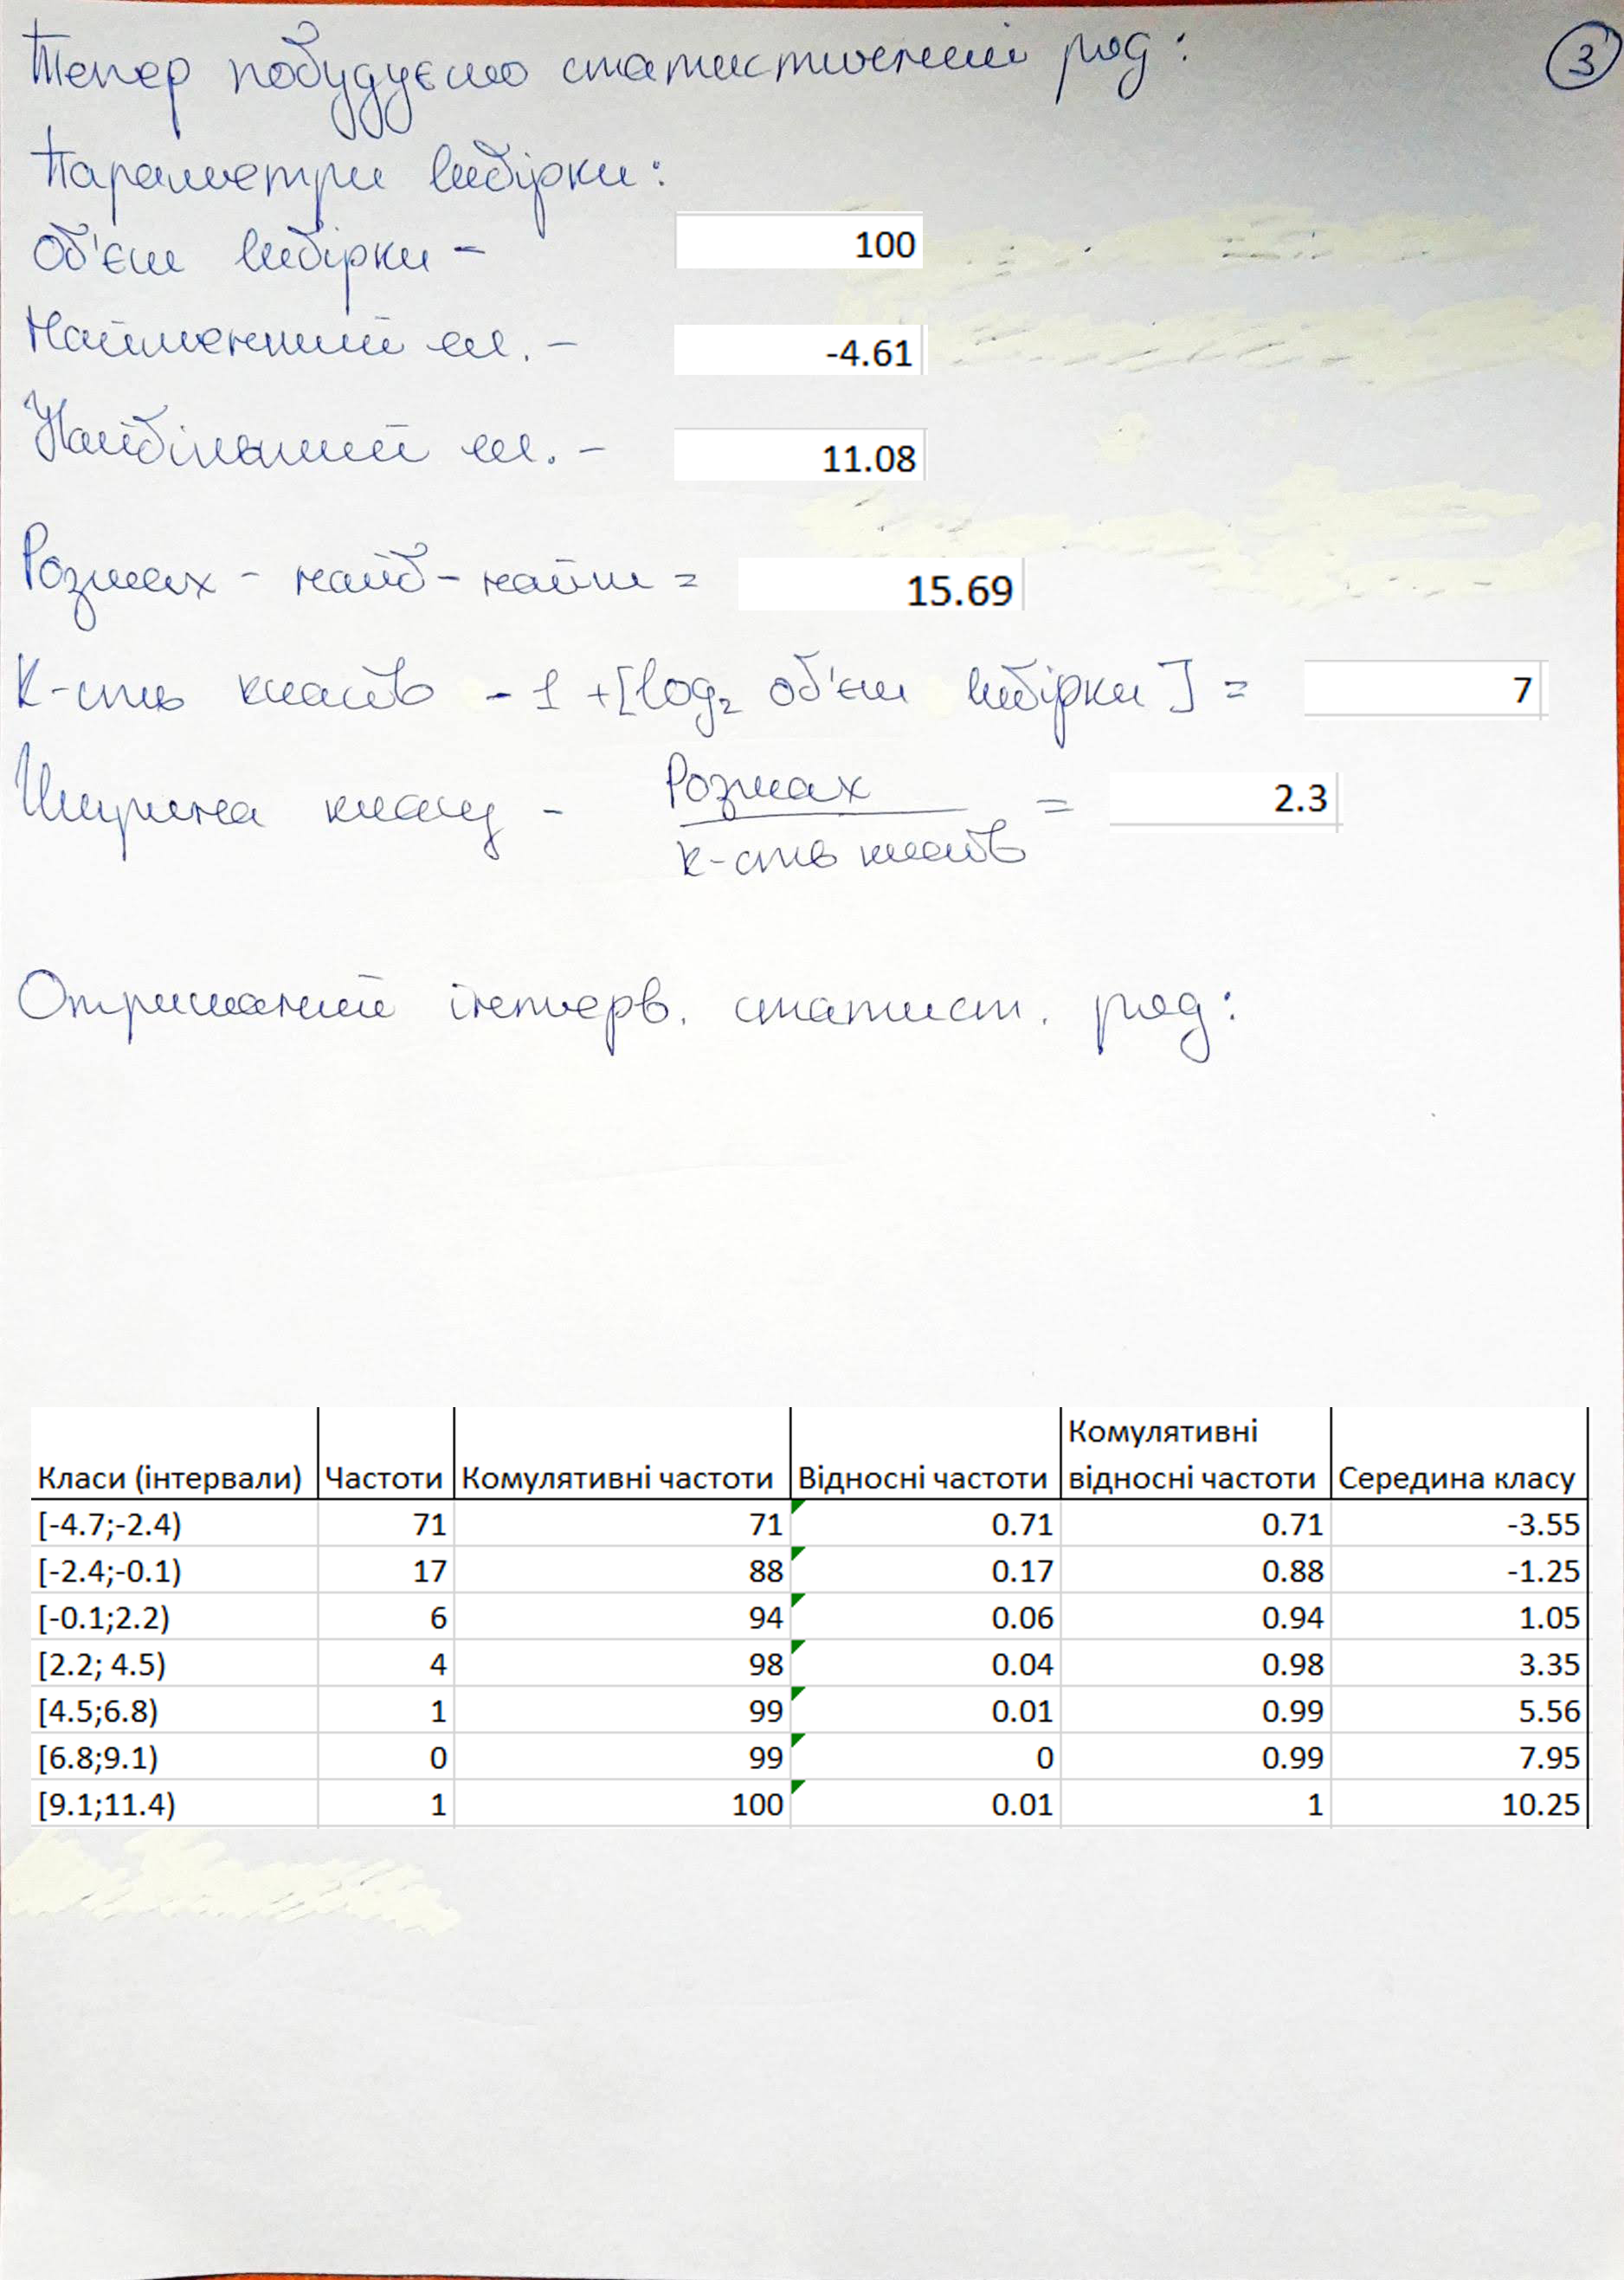 Тепер побудуємо статистичний ряд: 3
Параметри вибірки:
Об'єм вибірки - 100
Найменший ел. - -4.61
Найбільший ел. - 11.08
Розмах - найб - найм = 15.69
К-сть класів - 1 + [log₂ об'єм вибірки] = 7
Ширина класу - Розмах / к-сть класів = 2.3
Отриманий інтерв. статист. ряд:
Класи (інтервали) Частоти Комулятивні частоти Відносні частоти Комулятивні відносні частоти Середина класу
[-4.7;-2.4) 71 71 0.71 0.71 -3.55
[-2.4;-0.1) 17 88 0.17 0.88 -1.25
[-0.1;2.2) 6 94 0.06 0.94 1.05
[2.2; 4.5) 4 98 0.04 0.98 3.35
[4.5;6.8) 1 99 0.01 0.99 5.56
[6.8;9.1) 0 99 0 0.99 7.95
[9.1;11.4) 1 100 0.01 1 10.25